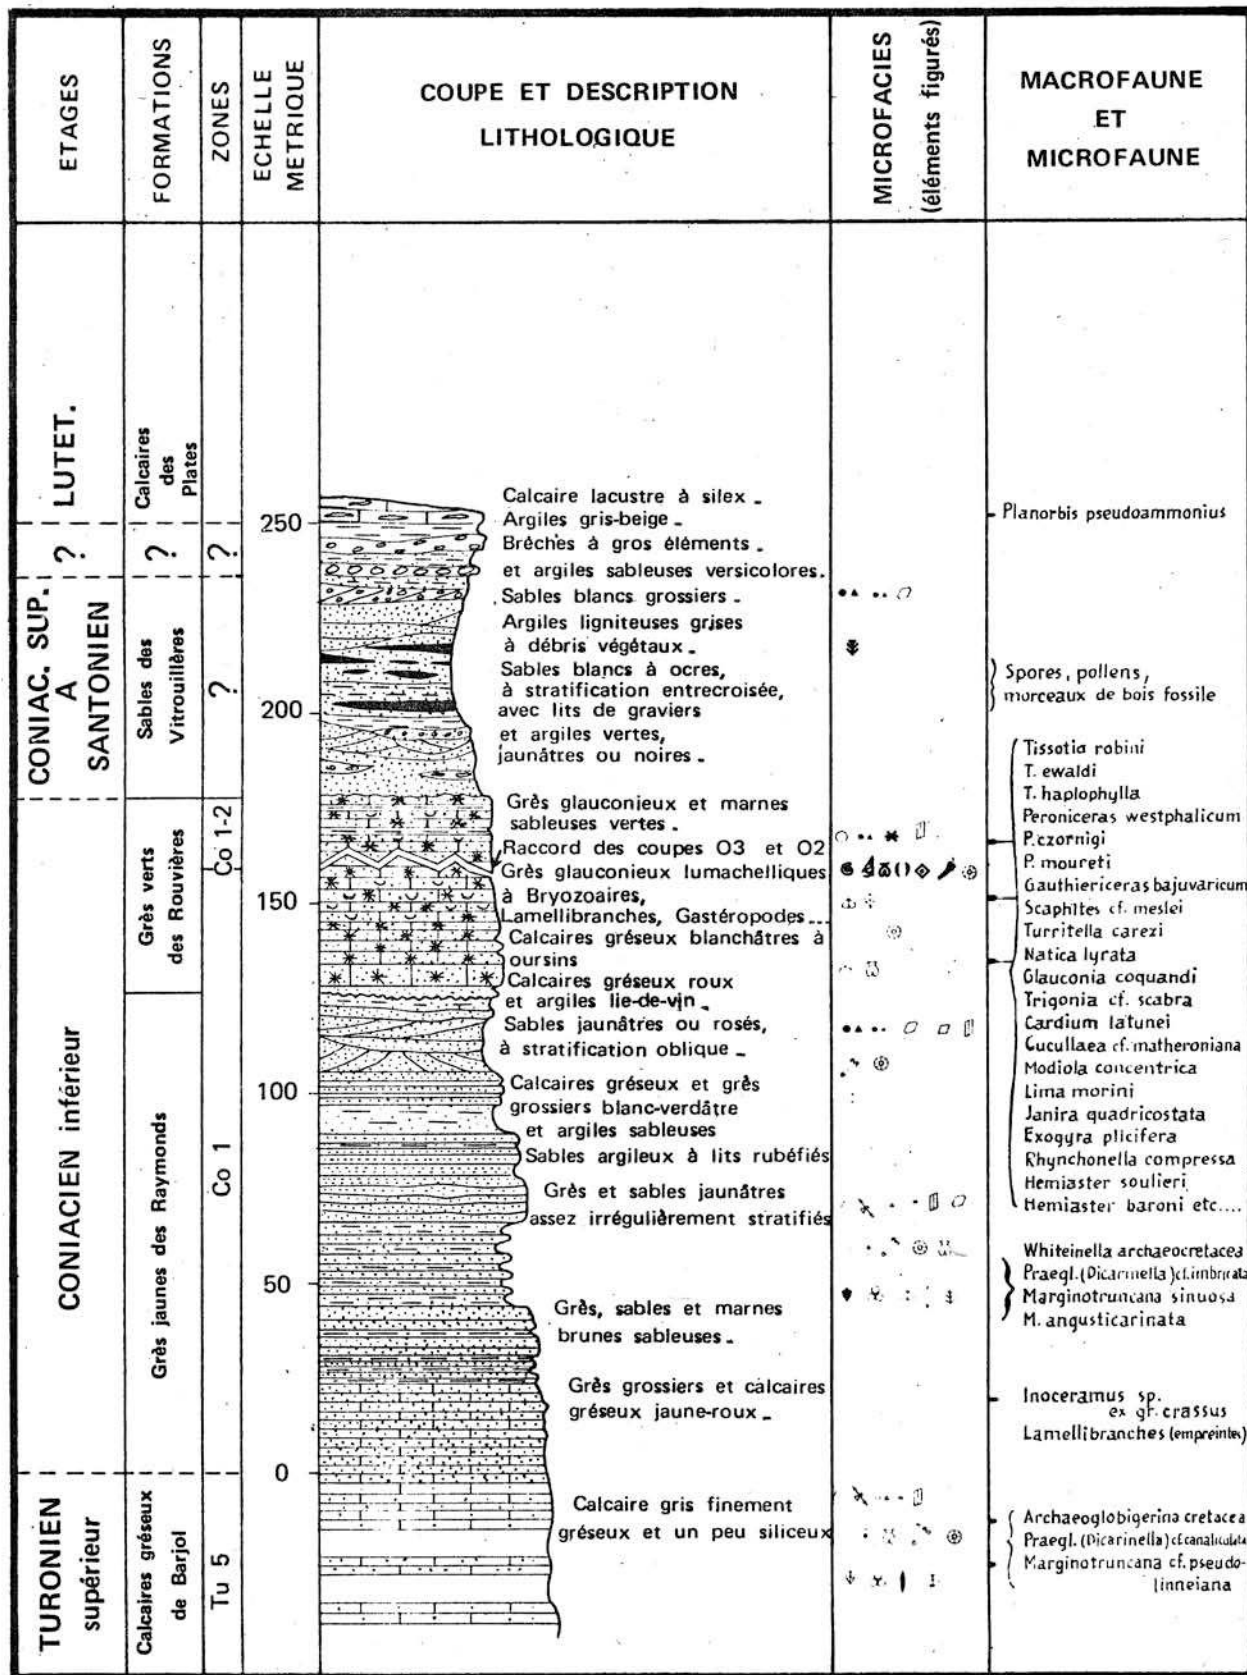 ETAGES
FORMATIONS
ZONES
ECHELLE
METRIQUE
COUPE ET DESCRIPTION
LITHOLOGIQUE
MICROFACIES
(éléments figurés)
MACROFAUNE
ET
MICROFAUNE
LUTET.
?
CONIAC. SUP.
A
SANTONIEN
CONIACIEN inférieur
TURONIEN
supérieur
Calcaires
des
Plates
?
Sables des
Vitrouillères
Grès verts
des Rouvières
Grès jaunes des Raymonds
Calcaires gréseux
de Barjol
?
?
Co 1-2
Co 1
Tu 5
250
200
150
100
50
0
Calcaire lacustre à silex -
Argiles gris-beige -
Brêches à gros éléments -
et argiles sableuses versicolores.
Sables blancs grossiers -
Argiles ligniteuses grises
à débris végétaux -
Sables blancs à ocres,
à stratification entrecroisée,
avec lits de graviers
et argiles vertes,
jaunâtres ou noires -
Grès glauconieux et marnes
sableuses vertes -
Raccord des coupes O3 et O2
Grès glauconieux lumachelliques
à Bryozoaires,
Lamellibranches, Gastéropodes...
Calcaires gréseux blanchâtres à
oursins
Calcaires gréseux roux
et argiles lie-de-vin -
Sables jaunâtres ou rosés,
à stratification oblique -
Calcaires gréseux et grès
grossiers blanc-verdâtre
et argiles sableuses
Sables argileux à lits rubéfiés
Grès et sables jaunâtres
assez irrégulièrement stratifiés
Grès, sables et marnes
brunes sableuses -
Grès grossiers et calcaires
gréseux jaune-roux -
Calcaire gris finement
gréseux et un peu siliceux
Planorbis pseudoammonius
Spores, pollens,
morceaux de bois fossile
Tissotia robini
T. ewaldi
T. haplophylla
Peroniceras westphalicum
P. czornigi
P. moureti
Gauthiericeras bajuvaricum
Scaphites cf. meslei
Turritella carezi
Natica lyrata
Glauconia coquandi
Trigonia cf. scabra
Cardium latunei
Cucullaea cf. matheroniana
Modiola concentrica
Lima morini
Janira quadricostata
Exogyra plicifera
Rhynchonella compressa
Hemiaster soulieri
Hemiaster baroni etc....
Whiteinella archaeocretacea
Praegl. (Dicarinella) cf. imbricata
Marginotruncana sinuosa
M. angusticarinata
Inoceramus sp.
ex gr. crassus
Lamellibranches (empreintes)
Archaeoglobigerina cretacea
Praegl. (Dicarinella) cf. canaliculata
Marginotruncana cf. pseudo-
linneiana